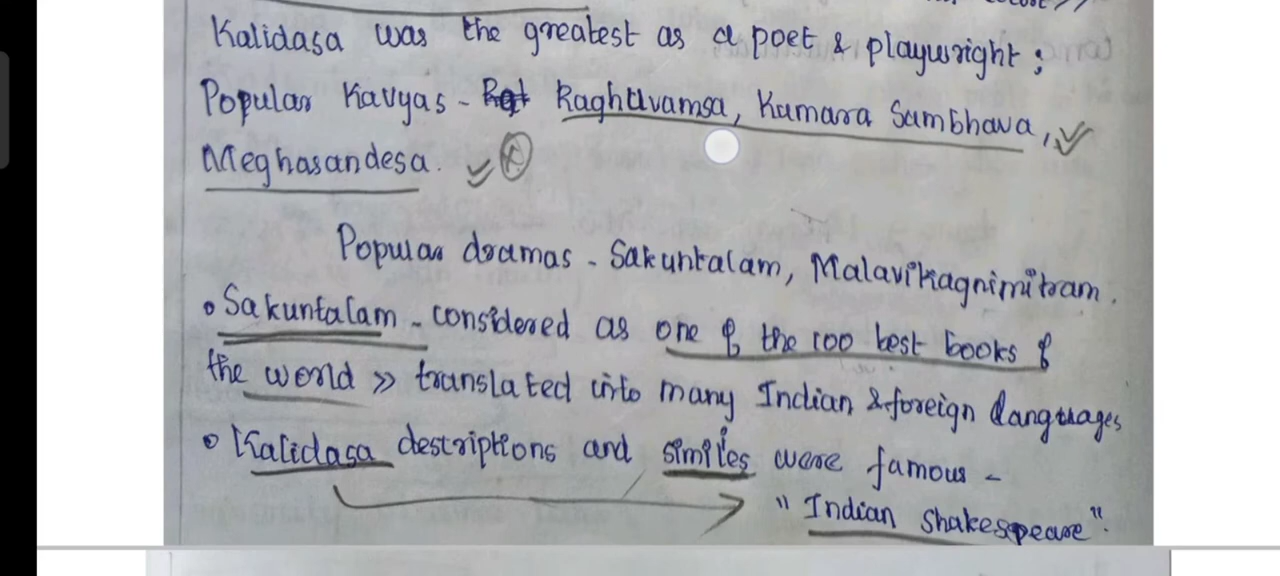 Kalidasa was the greatest as a poet & playwright ;
Popular Kavyas - Raghuvamsa, Kumara Sambhava,
Meghasandesa.
Popular dramas - Sakuntalam, Malavikagnimitram.
• Sakuntalam - considered as one of the 100 best books of
the world >> translated into many Indian & foreign languages
• Kalidasa descriptions and similes were famous -
"Indian Shakespeare".